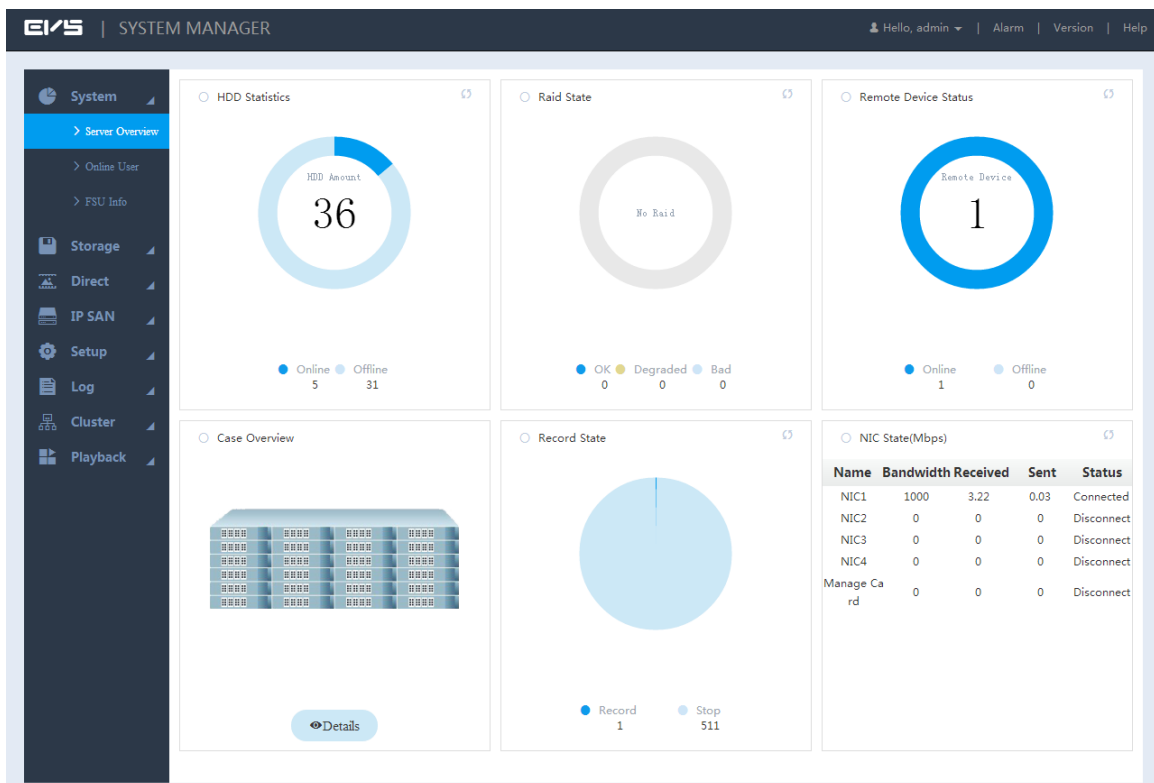 EVS | SYSTEM MANAGER
Hello, admin | Alarm | Version | Help
System
> Server Overview
> Online User
> FSU Info
Storage
Direct
IP SAN
Setup
Log
Cluster
Playback
HDD Statistics
HDD Amount
36
Online Offline
5 31
Raid State
No Raid
OK Degraded Bad
0 0 0
Remote Device Status
Remote Device
1
Online Offline
1 0
Case Overview
Details
Record State
Record Stop
1 511
NIC State(Mbps)
Name Bandwidth Received Sent Status
NIC1 1000 3.22 0.03 Connected
NIC2 0 0 0 Disconnect
NIC3 0 0 0 Disconnect
NIC4 0 0 0 Disconnect
Manage Ca
rd 0 0 0 Disconnect